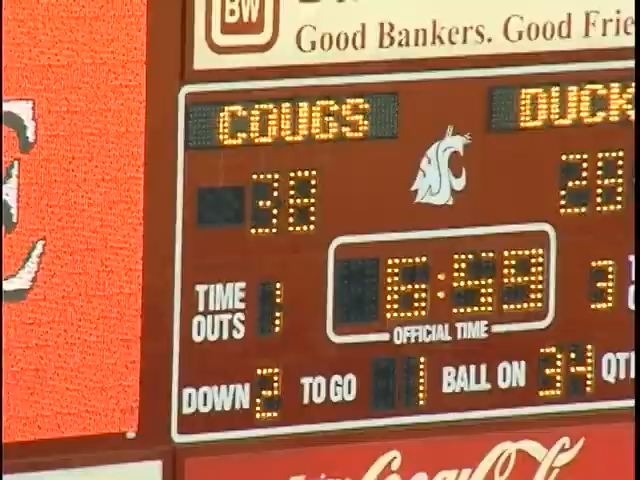 BW
Good Bankers. Good Frie
COUGS DUCK
38 28
TIME OUTS 1 6:59 3
OFFICIAL TIME
DOWN 2 TO GO 1 BALL ON 34 QT